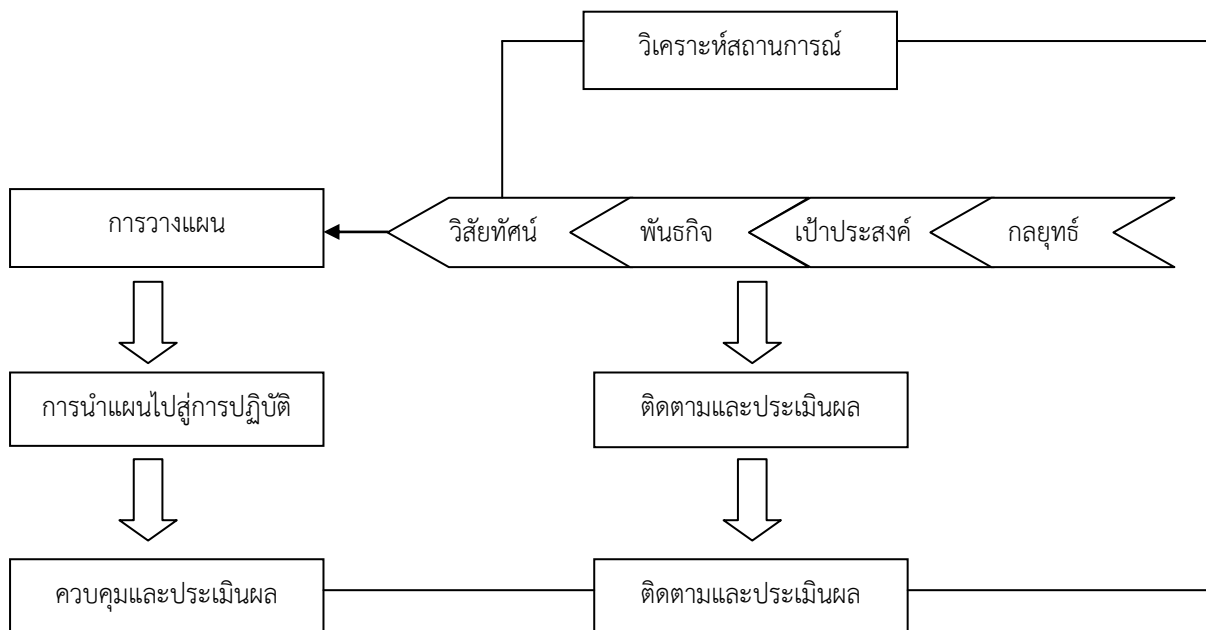 วิเคราะห์สถานการณ์
การวางแผน
วิสัยทัศน์
พันธกิจ
เป้าประสงค์
กลยุทธ์
การนำแผนไปสู่การปฏิบัติ
ติดตามและประเมินผล
ควบคุมและประเมินผล
ติดตามและประเมินผล